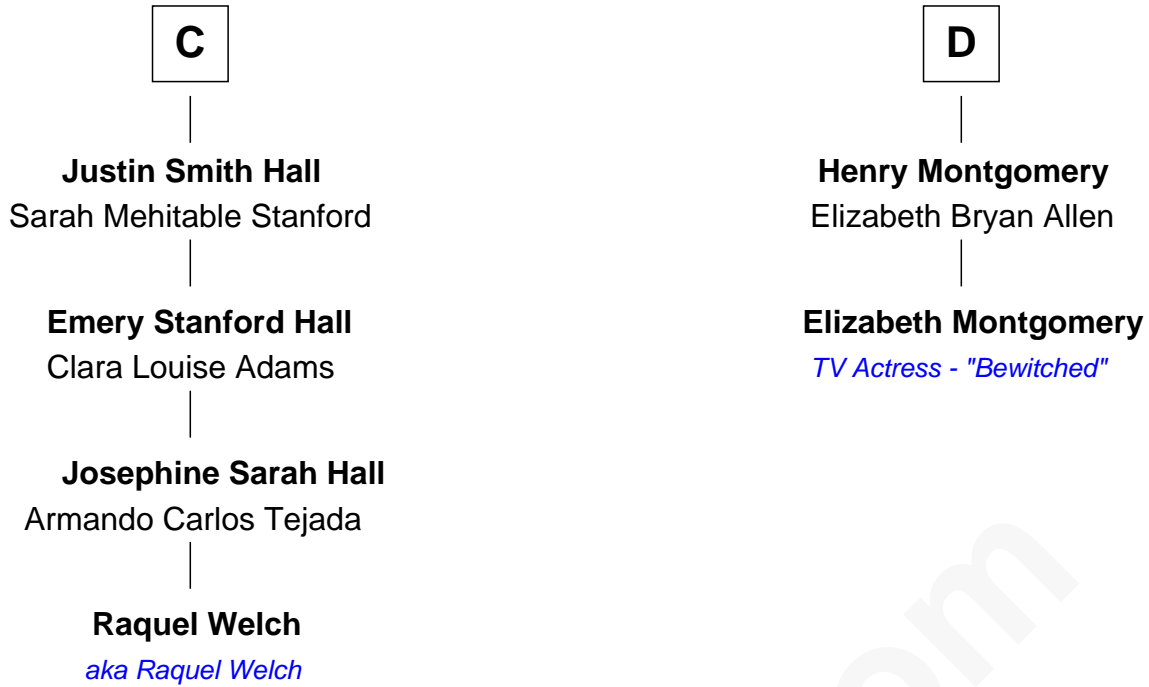 C
Justin Smith Hall
Sarah Mehitable Stanford
Emery Stanford Hall
Clara Louise Adams
Josephine Sarah Hall
Armando Carlos Tejada
Raquel Welch
aka Raquel Welch
D
Henry Montgomery
Elizabeth Bryan Allen
Elizabeth Montgomery
TV Actress - "Bewitched"
om